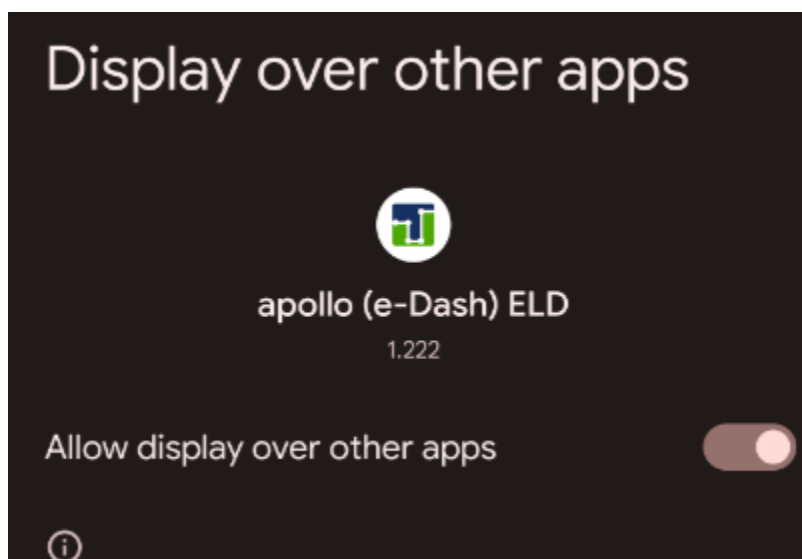 Display over other apps
apollo (e-Dash) ELD
1.222
Allow display over other apps